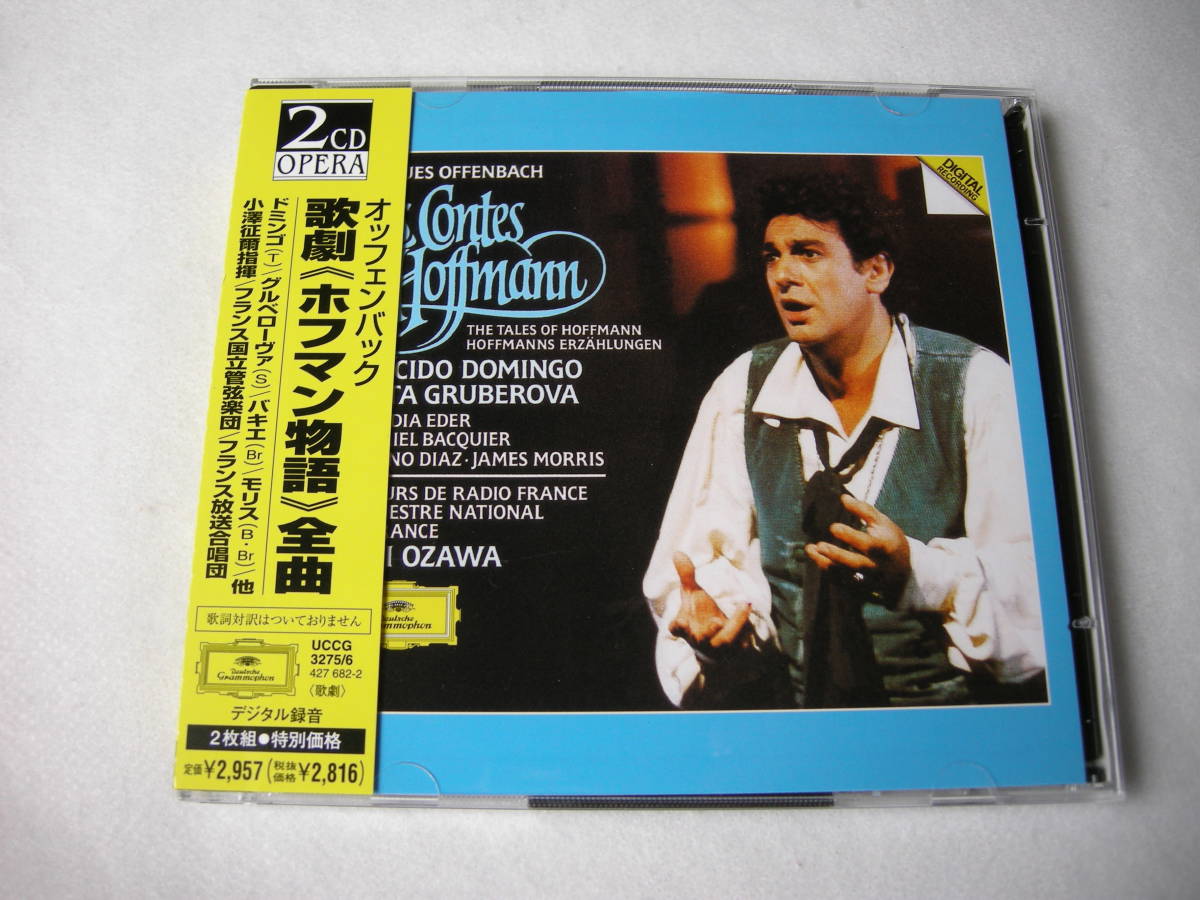 2CD
OPERA
オッフェンバック
歌劇《ホフマン物語》全曲
ドミンゴ(T)/グルベローヴァ(S)/バキエ(Br)/モリス(B・Br)/他
小澤征爾指揮/フランス国立管弦楽団/フランス放送合唱団
歌詞対訳はついておりません
Deutsche
Grammophon
UCCG
3275/6
427 682-2
〈歌劇〉
デジタル録音
2枚組●特別価格
定価¥2,957(税抜価格¥2,816)
UES OFFENBACH
Contes
Hoffmann
THE TALES OF HOFFMANN
HOFFMANNS ERZÄHLUNGEN
CIDO DOMINGO
TA GRUBEROVA
DIA EDER
IEL BACQUIER
NO DIAZ·JAMES MORRIS
URS DE RADIO FRANCE
ESTRE NATIONAL
RANCE
I OZAWA
Deutsche
Grammophon
DIGITAL
RECORDING